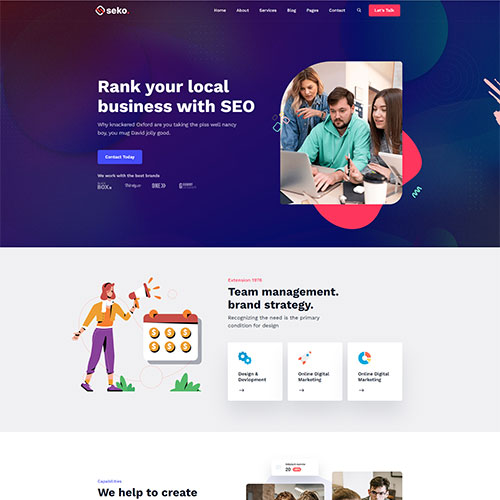 seko.
Home About Services Blog Pages Contact
Let's Talk
Rank your local
business with SEO
Why knackered Oxford are you taking the piss well nancy
boy, you mug David jolly good.
Contact Today
We work with the best brands
BOX
ONE
Extension 1978
Team management.
brand strategy.
Recognizing the need is the primary
condition for design
Design &
Devlopment
Online Digital
Marketing
Online Digital
Marketing
Capabilities
We help to create
20